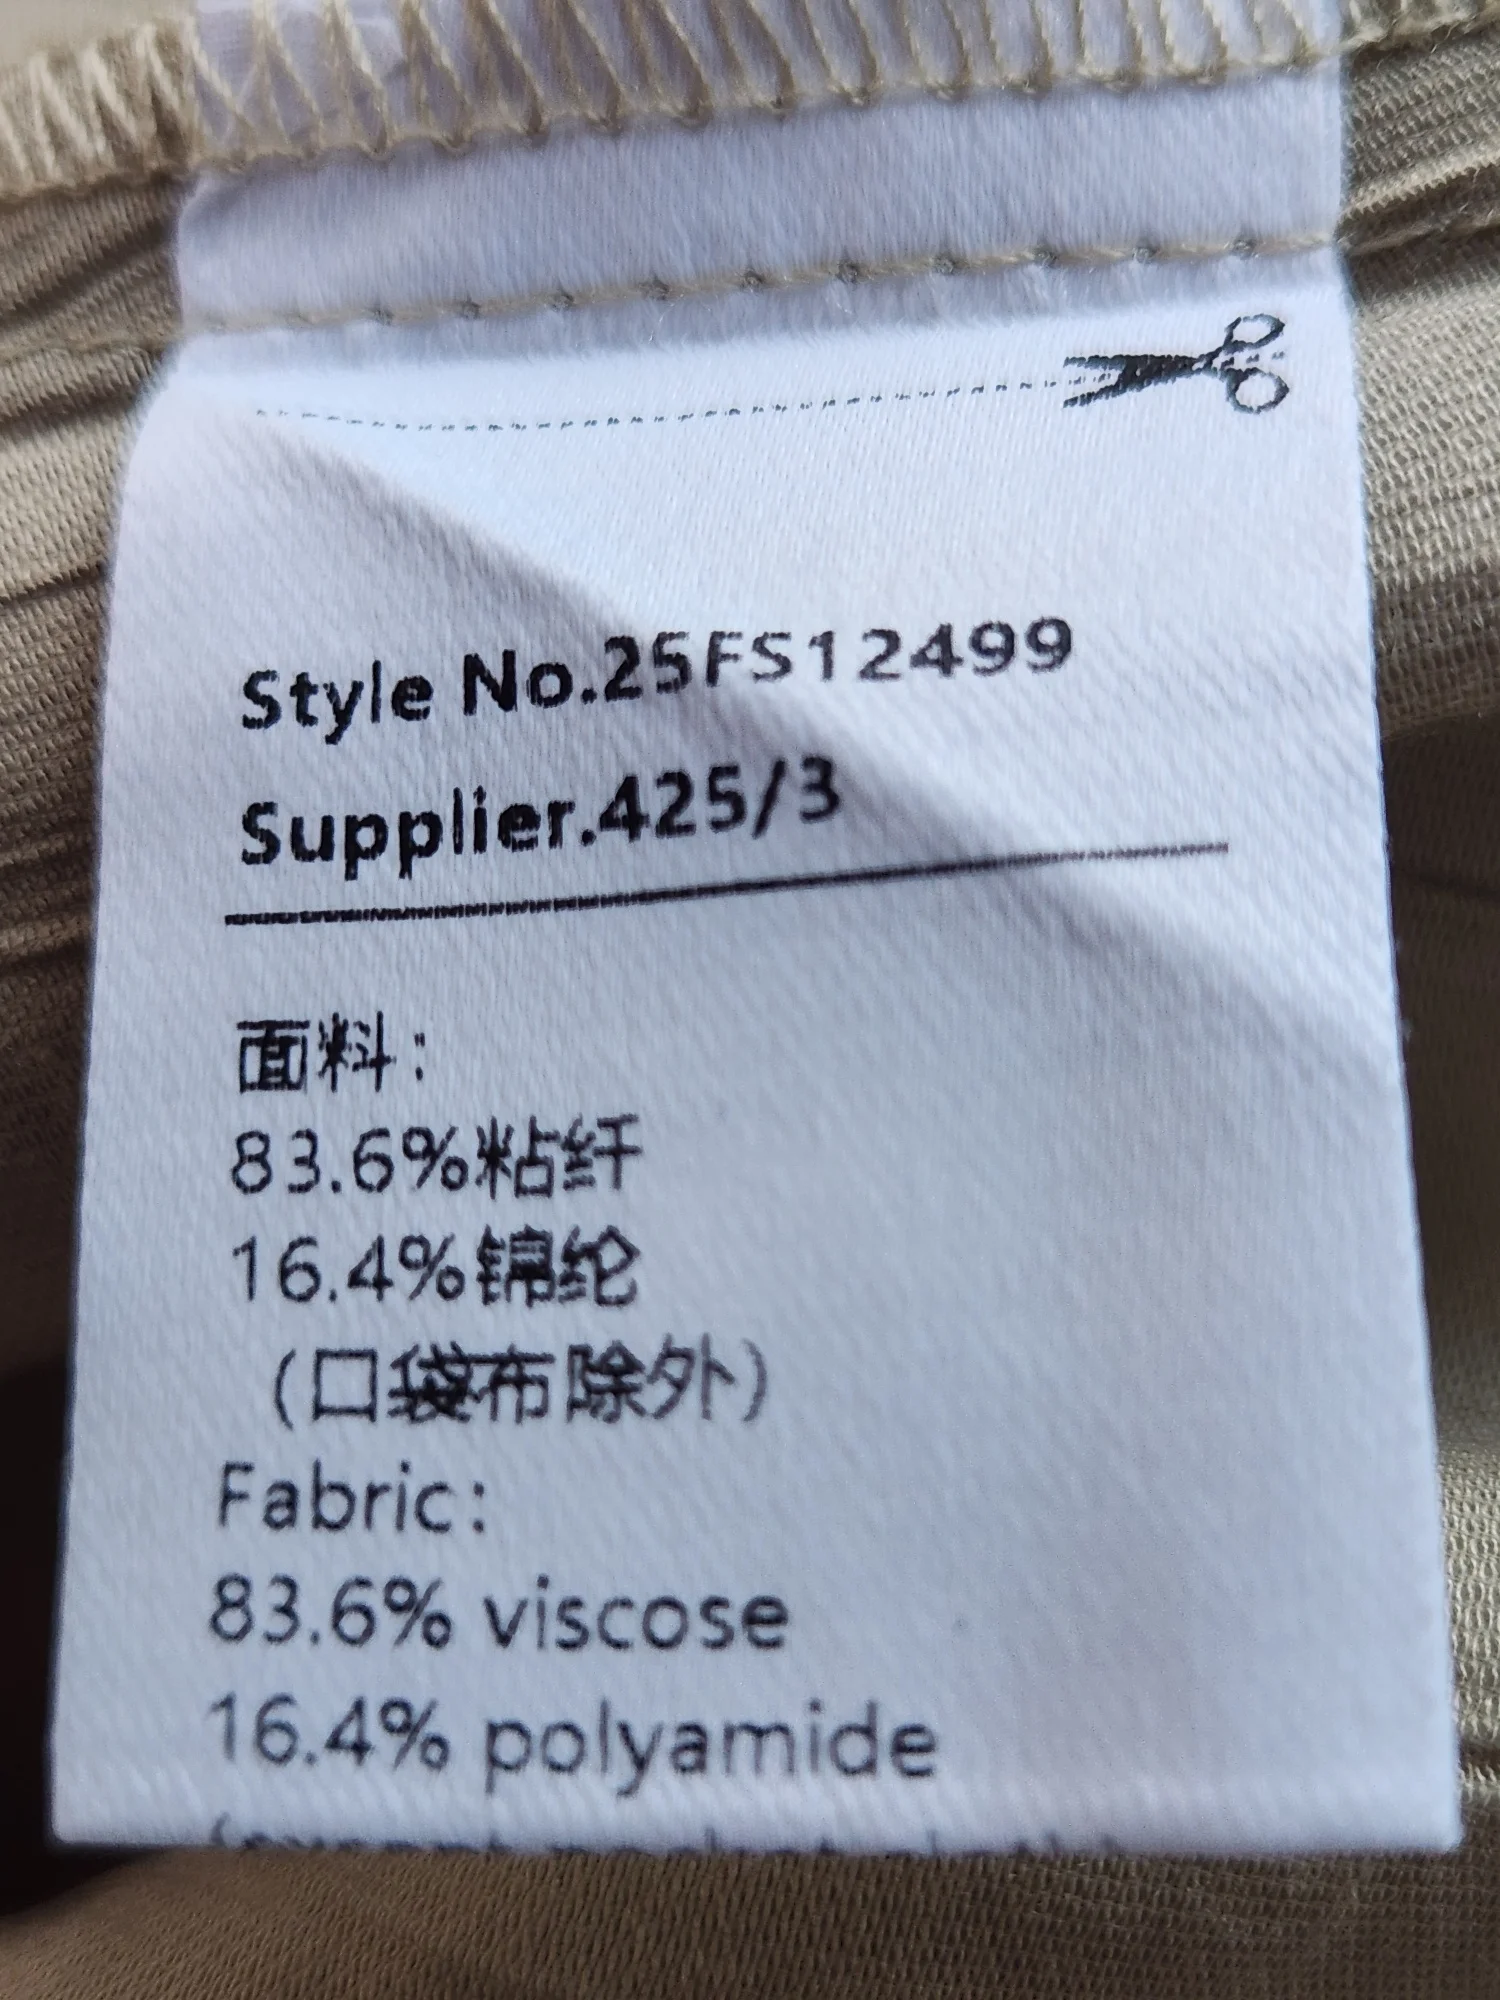 Style No.25FS12499
Supplier.425/3
面料:
83.6%粘纤
16.4%锦纶
(口袋布除外)
Fabric:
83.6% viscose
16.4% polyamide